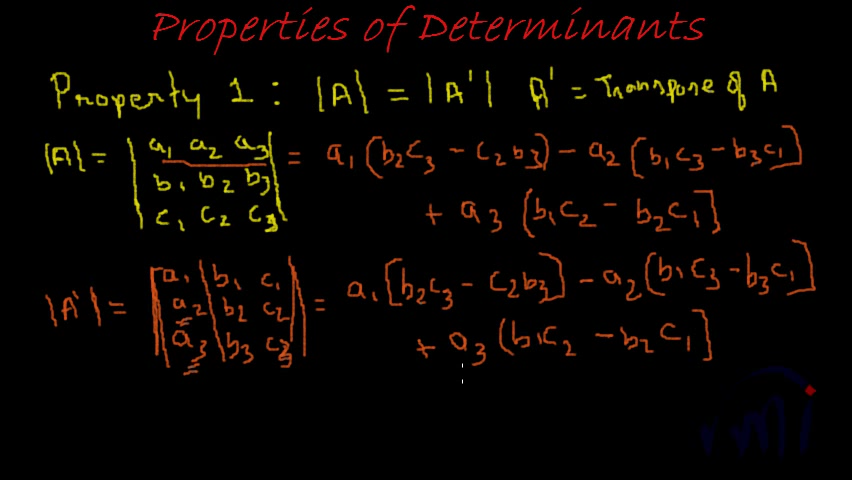 Properties of Determinants
Property 1 : |A| = |A'| A' = Transpose of A
|A| = | a₁ a₂ a₃ | = a₁(b₂c₃ - c₂b₃) - a₂[b₁c₃ - b₃c₁]
b₁ b₂ b₃
c₁ c₂ c₃ + a₃[b₁c₂ - b₂c₁]
|A'| = | a₁ b₁ c₁ | = a₁[b₂c₃ - c₂b₃] - a₂(b₁c₃ - b₃c₁]
a₂ b₂ c₂
a₃ b₃ c₃ + a₃(b₁c₂ - b₂c₁]
rmi